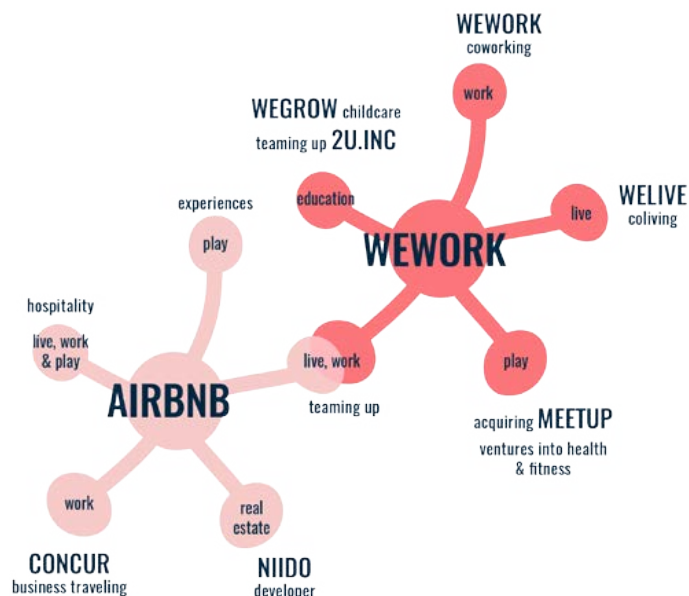 WEWORK
coworking
work
WEGROW childcare
teaming up 2U.INC
education
live
WELIVE
coliving
WEWORK
experiences
play
hospitality
live, work
& play
live, work
teaming up
play
acquiring MEETUP
ventures into health
& fitness
AIRBNB
work
real
estate
CONCUR
business traveling
NIIDO
developer